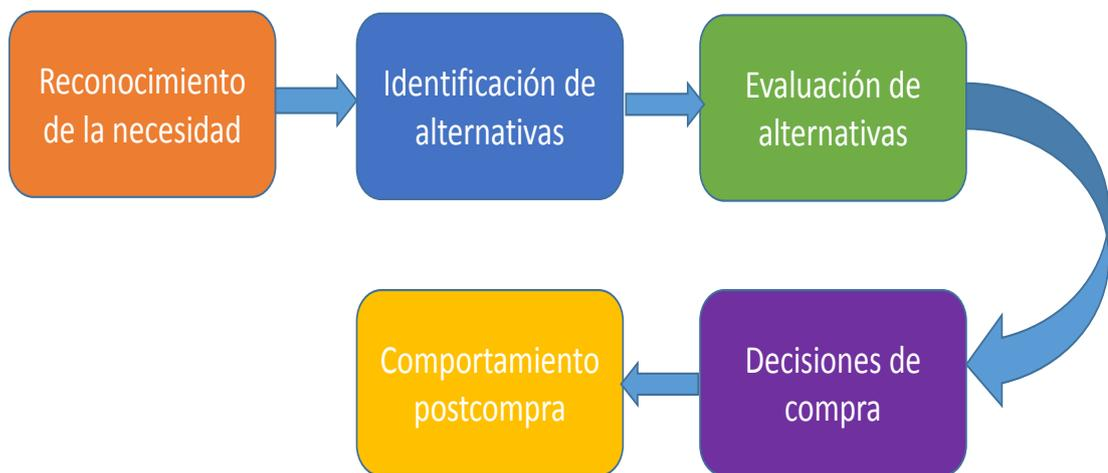 Reconocimiento
de la necesidad
Identificación de
alternativas
Evaluación de
alternativas
Decisiones de
compra
Comportamiento
postcompra